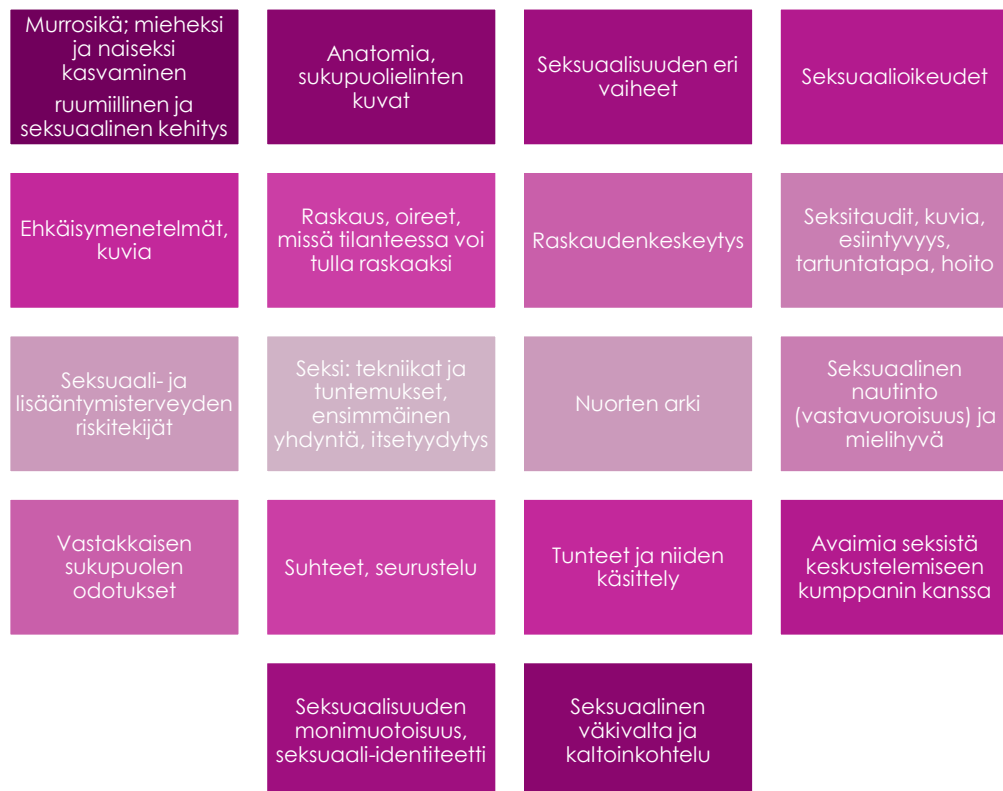 Murrosikä; mieheksi
ja naiseksi
kasvaminen
ruumiillinen ja
seksuaalinen kehitys
Anatomia,
sukupuolielinten
kuvat
Seksuaalisuuden eri
vaiheet
Seksuaalioikeudet
Ehkäisymenetelmät,
kuvia
Raskaus, oireet,
missä tilanteessa voi
tulla raskaaksi
Raskaudenkeskeytys
Seksitaudit, kuvia,
esiintyvyys,
tartuntatapa, hoito
Seksuaali- ja
lisääntymisterveyden
riskitekijät
Seksi: tekniikat ja
tuntemukset,
ensimmäinen
yhdyntä, itsetyydytys
Nuorten arki
Seksuaalinen
nautinto
(vastavuoroisuus) ja
mielihyvä
Vastakkaisen
sukupuolen
odotukset
Suhteet, seurustelu
Tunteet ja niiden
käsittely
Avaimia seksistä
keskustelemiseen
kumppanin kanssa
Seksuaalisuuden
monimuotoisuus,
seksuaali-identiteetti
Seksuaalinen
väkivalta ja
kaltoinkohtelu